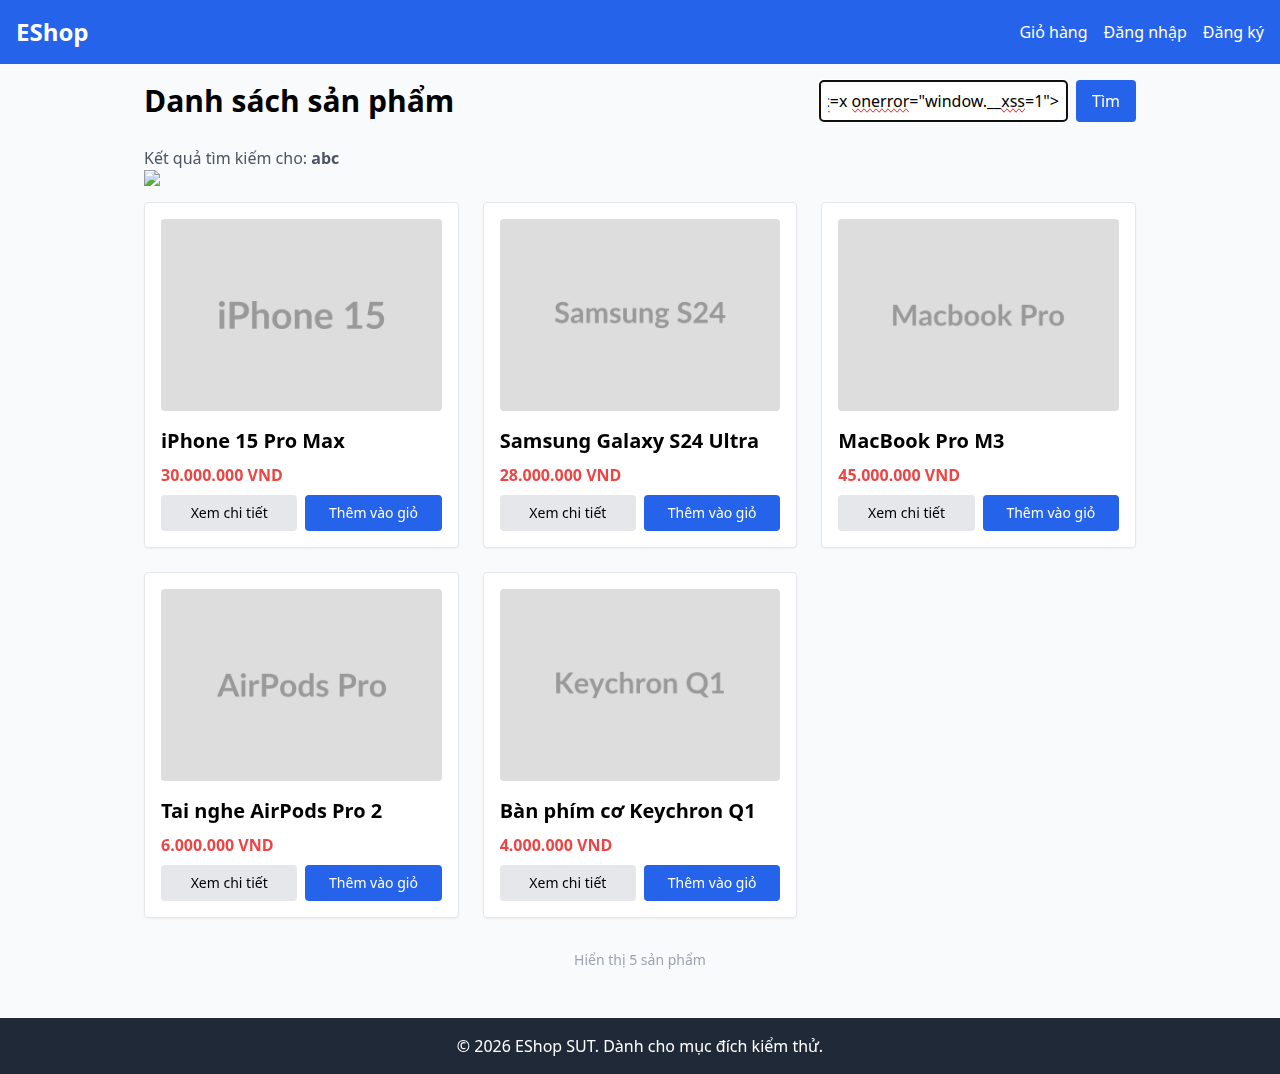 EShop
Giỏ hàng Đăng nhập Đăng ký
Danh sách sản phẩm
=x onerror="window.__xss=1">
Tìm
Kết quả tìm kiếm cho: abc
iPhone 15
Samsung S24
Macbook Pro
iPhone 15 Pro Max
Samsung Galaxy S24 Ultra
MacBook Pro M3
30.000.000 VND
28.000.000 VND
45.000.000 VND
Xem chi tiết Thêm vào giỏ
Xem chi tiết Thêm vào giỏ
Xem chi tiết Thêm vào giỏ
AirPods Pro
Keychron Q1
Tai nghe AirPods Pro 2
Bàn phím cơ Keychron Q1
6.000.000 VND
4.000.000 VND
Xem chi tiết Thêm vào giỏ
Xem chi tiết Thêm vào giỏ
Hiển thị 5 sản phẩm
© 2026 EShop SUT. Dành cho mục đích kiểm thử.